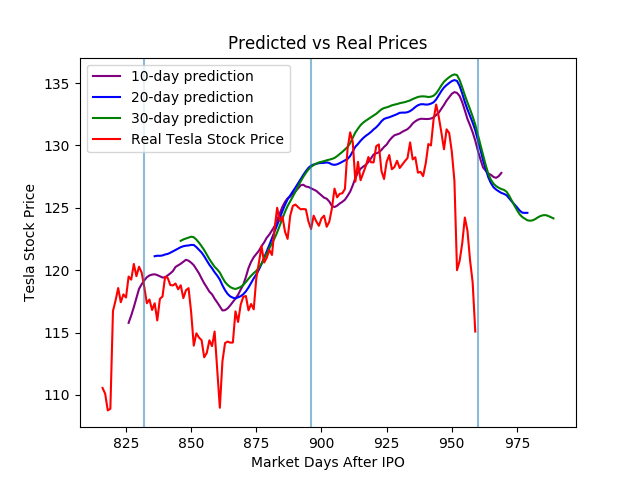 Predicted vs Real Prices
10-day prediction
20-day prediction
30-day prediction
Real Tesla Stock Price
135
130
125
120
115
110
Tesla Stock Price
825 850 875 900 925 950 975
Market Days After IPO